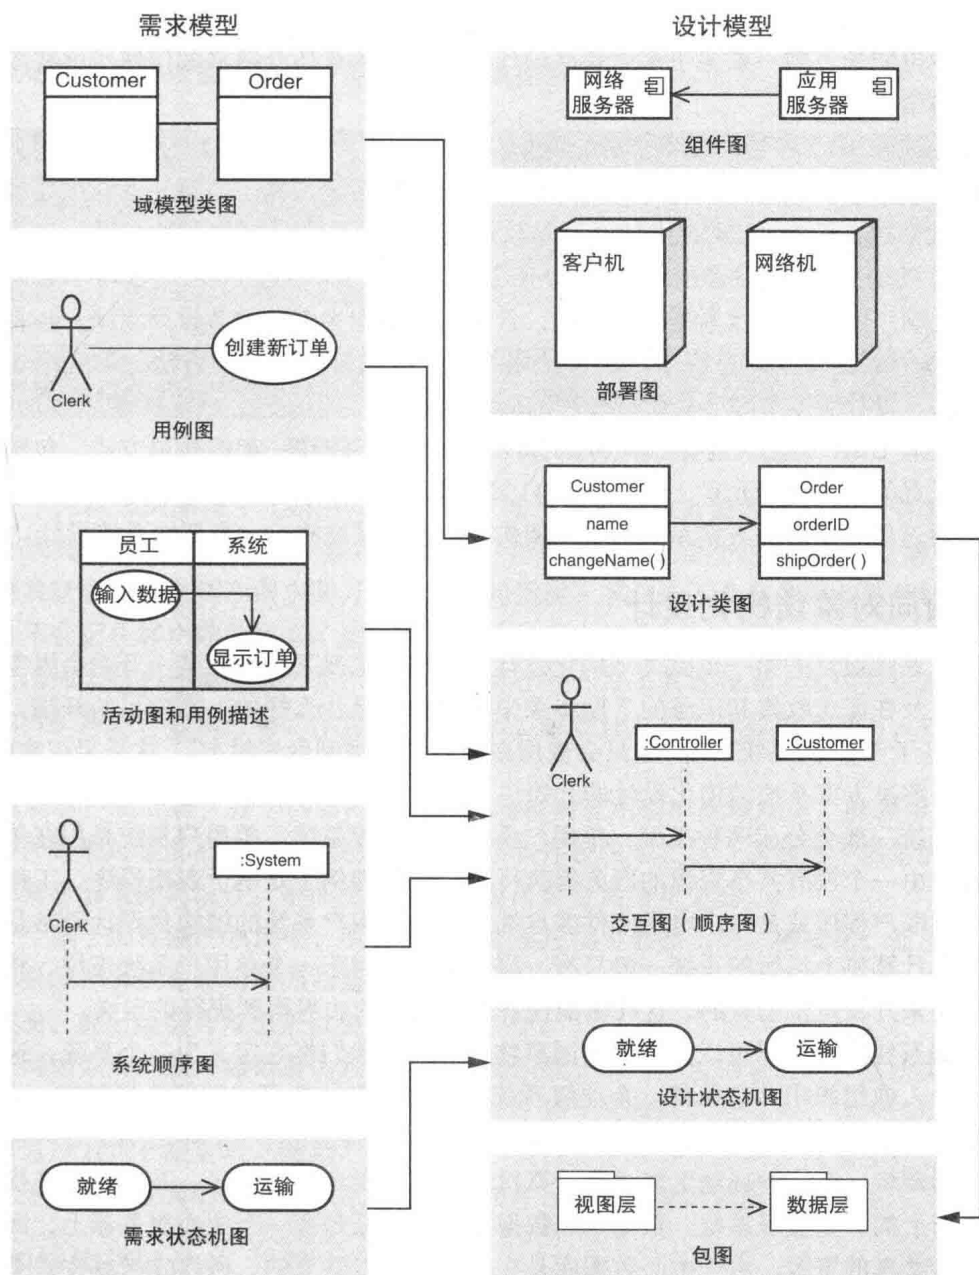 需求模型
Customer
Order
域模型类图
Clerk
创建新订单
用例图
员工
系统
输入数据
显示订单
活动图和用例描述
:System
Clerk
系统顺序图
就绪
运输
需求状态机图
设计模型
网络
服务器
应用
服务器
组件图
客户机
网络机
部署图
Customer
name
changeName( )
Order
orderID
shipOrder( )
设计类图
Clerk
:Controller
:Customer
交互图（顺序图）
就绪
运输
设计状态机图
视图层
数据层
包图